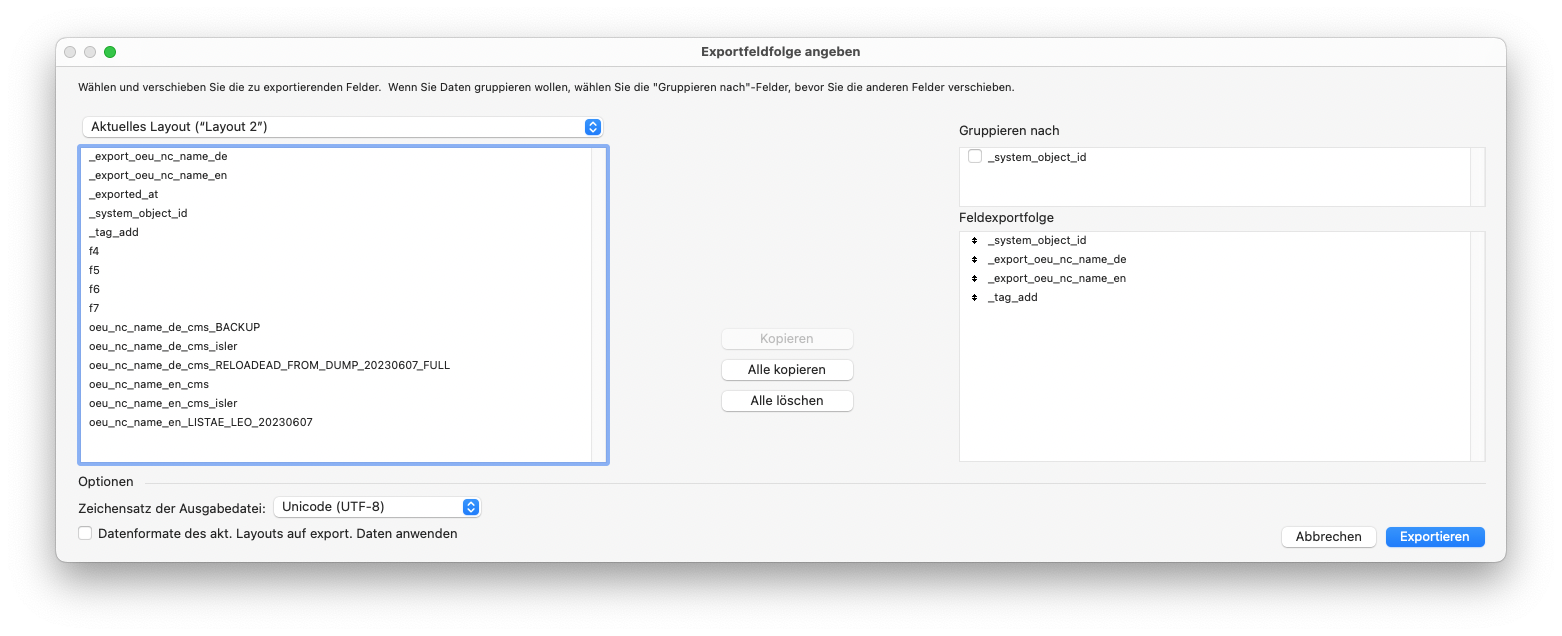 Exportfeldfolge angeben
Wählen und verschieben Sie die zu exportierenden Felder.  Wenn Sie Daten gruppieren wollen, wählen Sie die "Gruppieren nach"-Felder, bevor Sie die anderen Felder verschieben.
Aktuelles Layout (“Layout 2”)
_export_oeu_nc_name_de
_export_oeu_nc_name_en
_exported_at
_system_object_id
_tag_add
f4
f5
f6
f7
oeu_nc_name_de_cms_BACKUP
oeu_nc_name_de_cms_isler
oeu_nc_name_de_cms_RELOADEAD_FROM_DUMP_20230607_FULL
oeu_nc_name_en_cms
oeu_nc_name_en_cms_isler
oeu_nc_name_en_LISTAE_LEO_20230607
Kopieren
Alle kopieren
Alle löschen
Gruppieren nach
_system_object_id
Feldexportfolge
_system_object_id
_export_oeu_nc_name_de
_export_oeu_nc_name_en
_tag_add
Optionen
Zeichensatz der Ausgabedatei: Unicode (UTF-8)
Datenformate des akt. Layouts auf export. Daten anwenden
Abbrechen
Exportieren